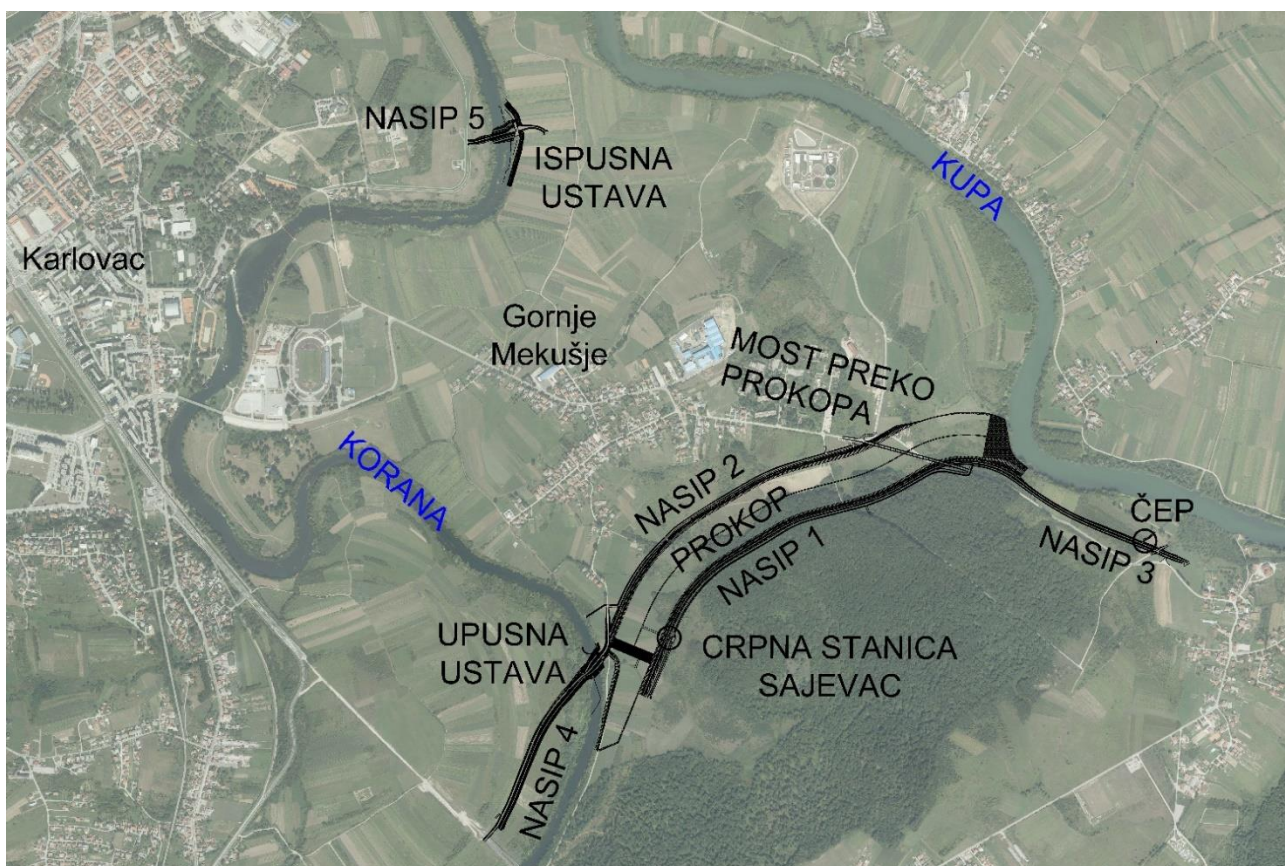 NASIP 5
ISPUSNA
USTAVA
KUPA
Karlovac
Gornje
Mekušje
MOST PREKO
PROKOPA
KORANA
NASIP 2
PROKOP
NASIP 1
ČEP
NASIP 3
UPUSNA
USTAVA
CRPNA STANICA
SAJEVAC
NASIP 4